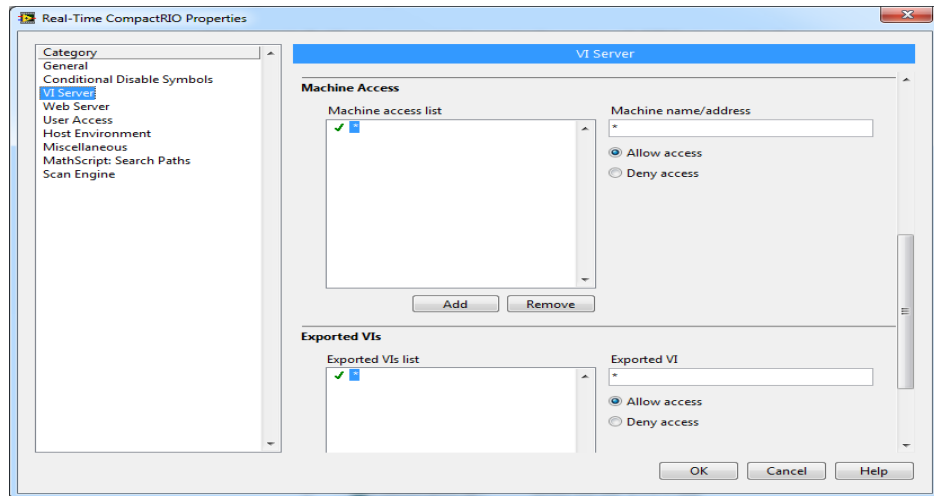 Real-Time CompactRIO Properties
Category
General
Conditional Disable Symbols
VI Server
Web Server
User Access
Host Environment
Miscellaneous
MathScript: Search Paths
Scan Engine
VI Server
Machine Access
Machine access list
*
Machine name/address
*
Allow access
Deny access
Add Remove
Exported VIs
Exported VIs list
*
Exported VI
*
Allow access
Deny access
OK Cancel Help